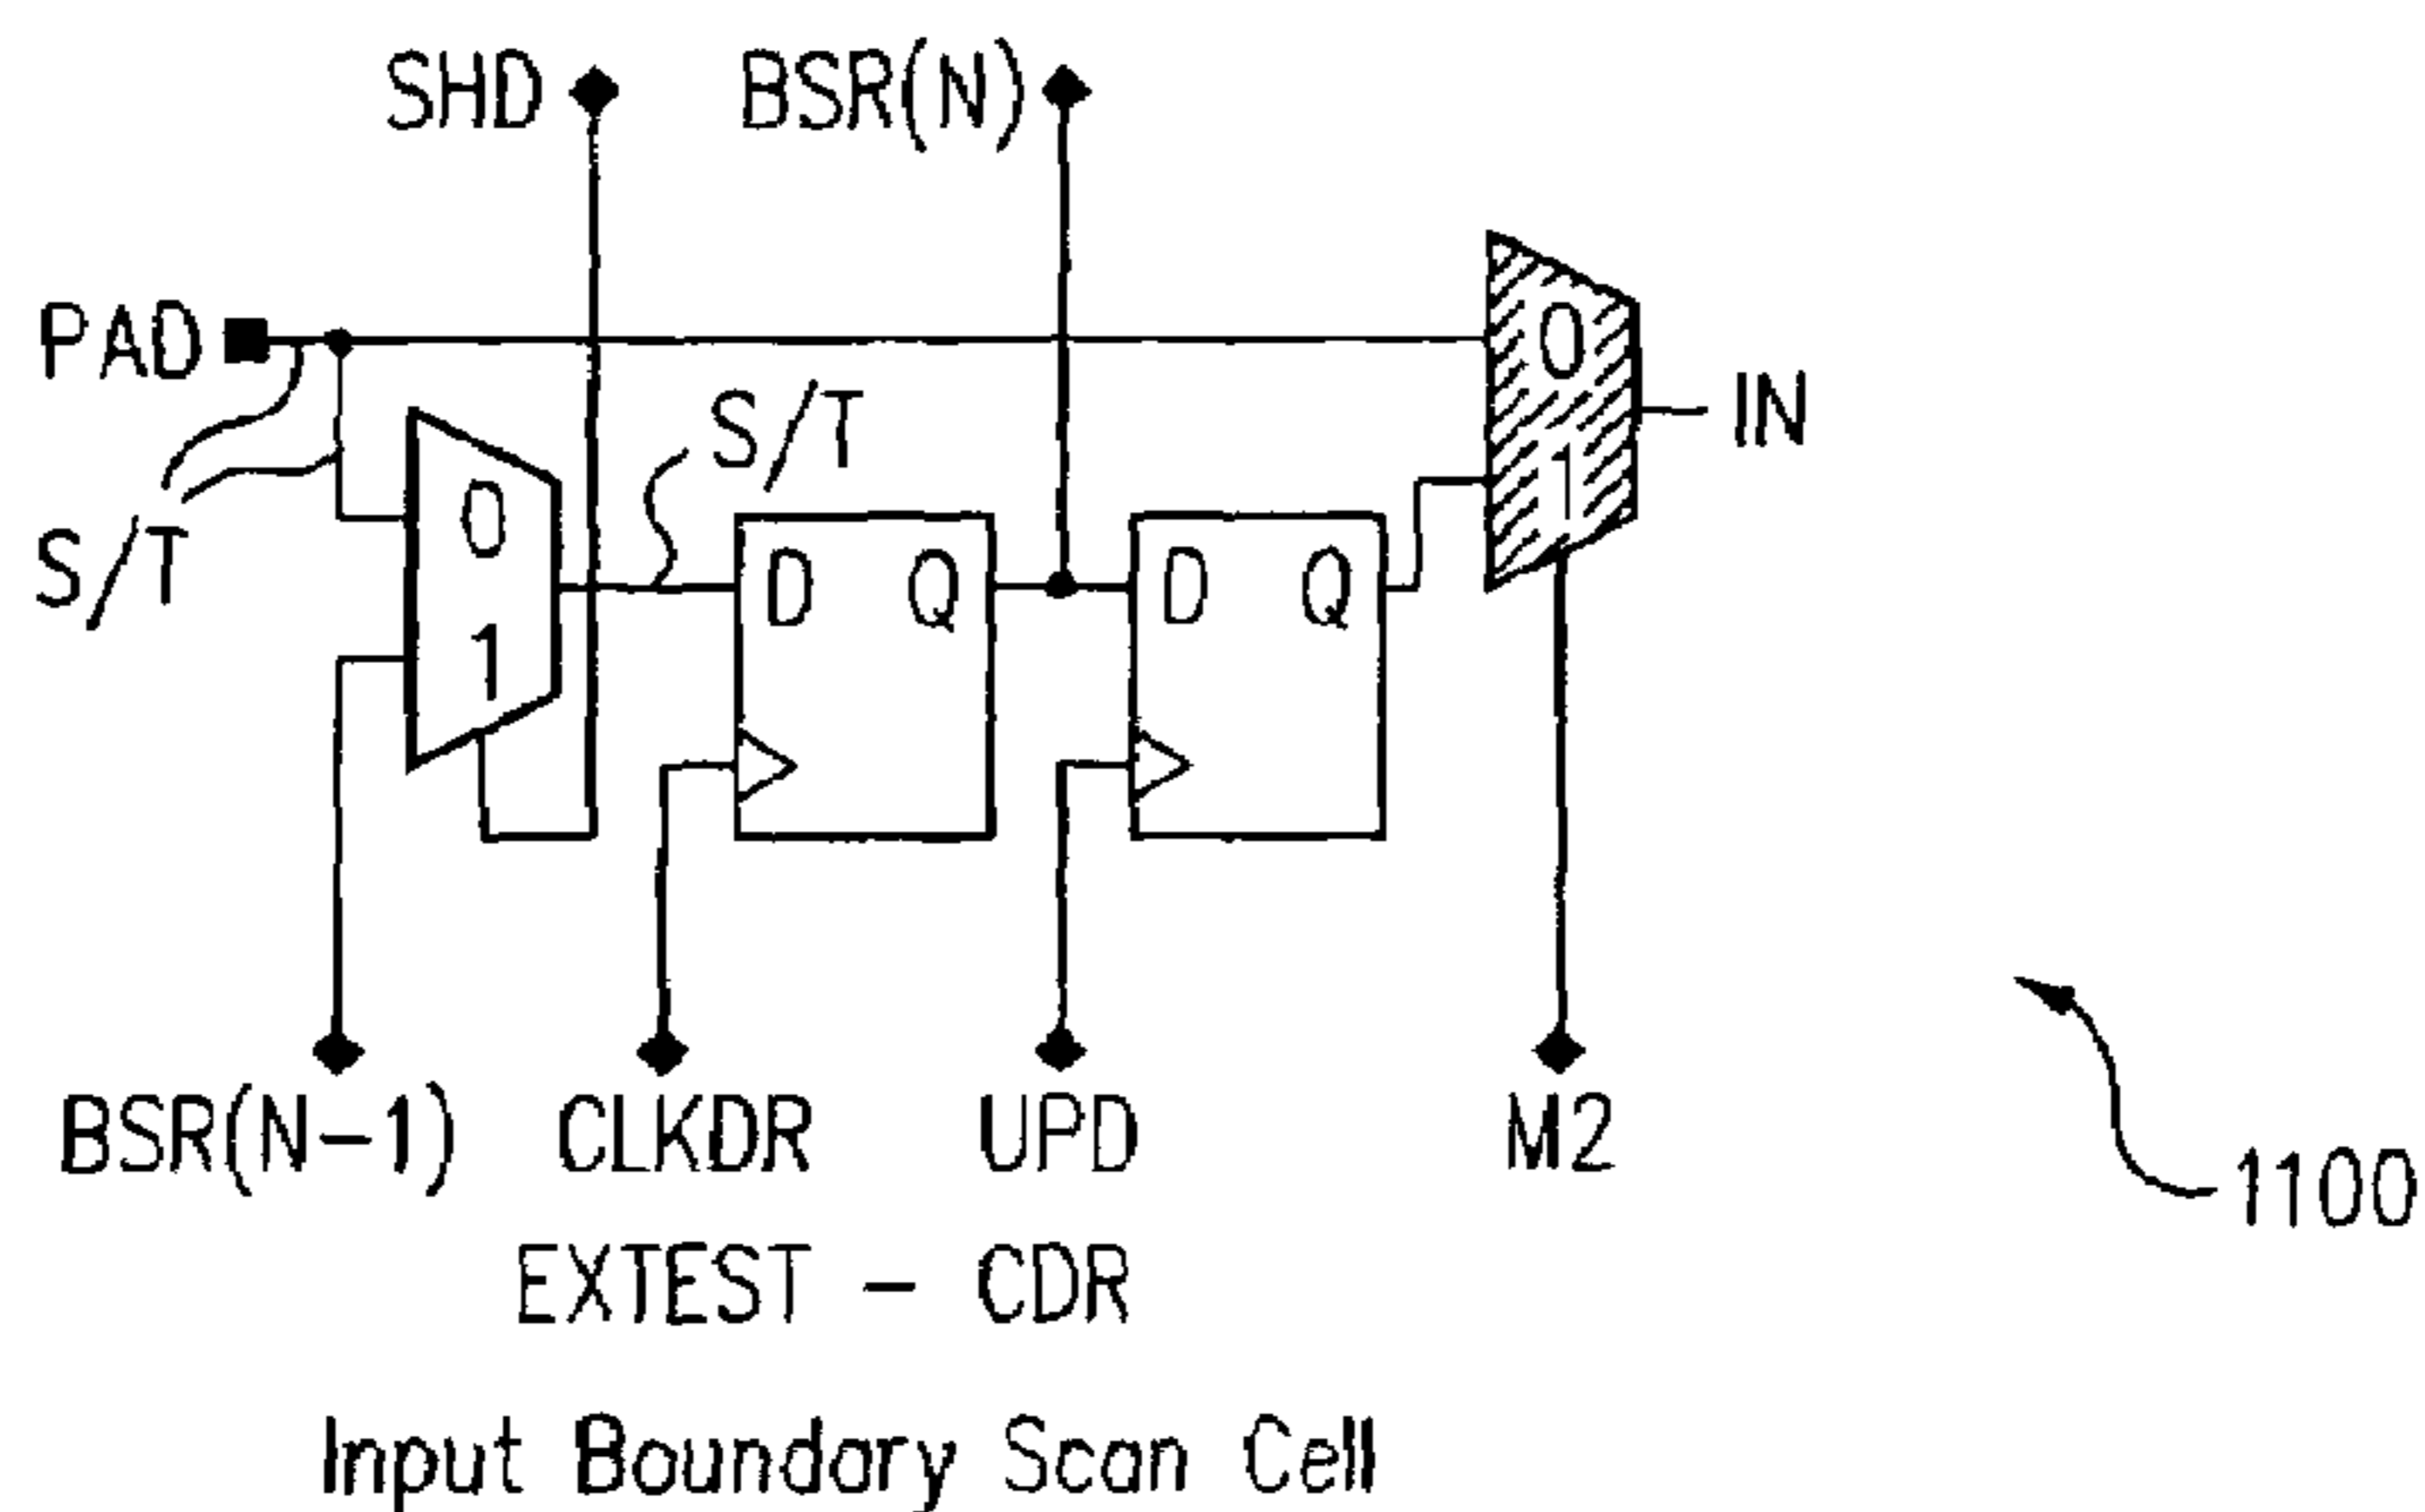 SHD BSR(N)
PAD
0
IN
S/T
0
1
S/T
D Q
D Q
1
BSR(N-1) CLKDR UPD M2
1100
EXTEST - CDR
Input Boundary Scan Cell